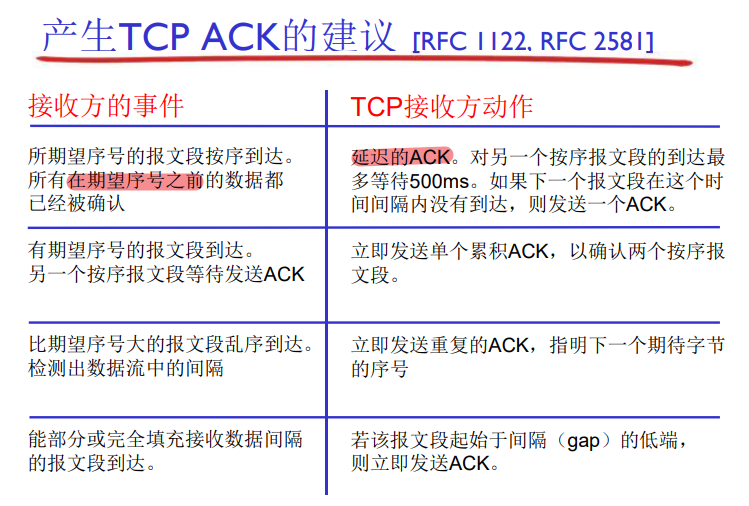 产生TCP ACK的建议 [RFC 1122, RFC 2581]
接收方的事件
TCP接收方动作
所期望序号的报文段按序到达。
所有在期望序号之前的数据都
已经被确认
延迟的ACK。对另一个按序报文段的到达最
多等待500ms。如果下一个报文段在这个时
间间隔内没有到达，则发送一个ACK。
有期望序号的报文段到达。
另一个按序报文段等待发送ACK
立即发送单个累积ACK，以确认两个按序报
文段。
比期望序号大的报文段乱序到达。
检测出数据流中的间隔
立即发送重复的ACK，指明下一个期待字节
的序号
能部分或完全填充接收数据间隔
的报文段到达。
若该报文段起始于间隔（gap）的低端，
则立即发送ACK。